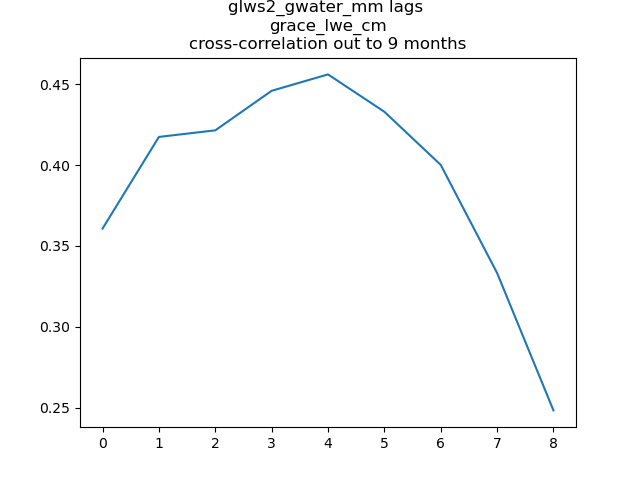 glws2_gwater_mm lags
grace_lwe_cm
cross-correlation out to 9 months
0.45
0.40
0.35
0.30
0.25
0 1 2 3 4 5 6 7 8